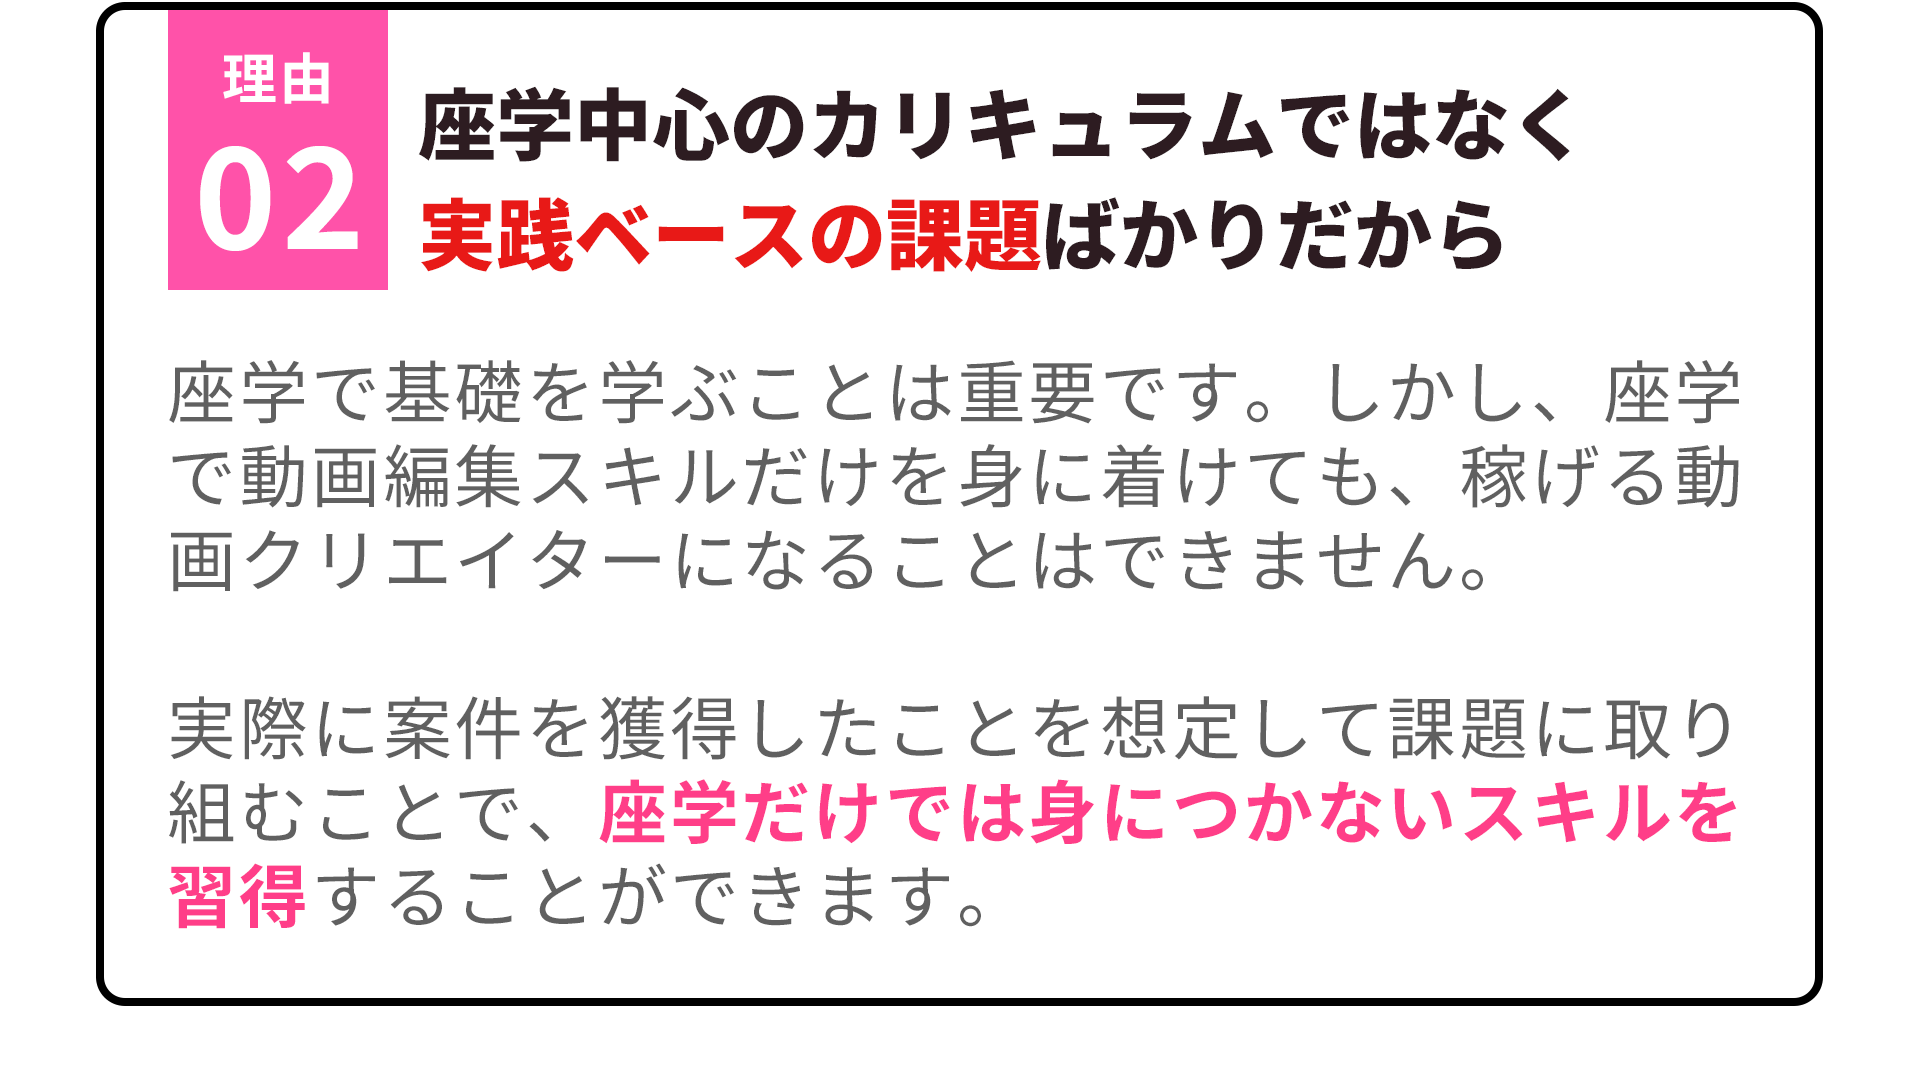 理由
02
座学中心のカリキュラムではなく
実践ベースの課題ばかりだから
座学で基礎を学ぶことは重要です。しかし、座学
で動画編集スキルだけを身に着けても、稼げる動
画クリエイターになることはできません。
実際に案件を獲得したことを想定して課題に取り
組むことで、座学だけでは身につかないスキルを
習得することができます。